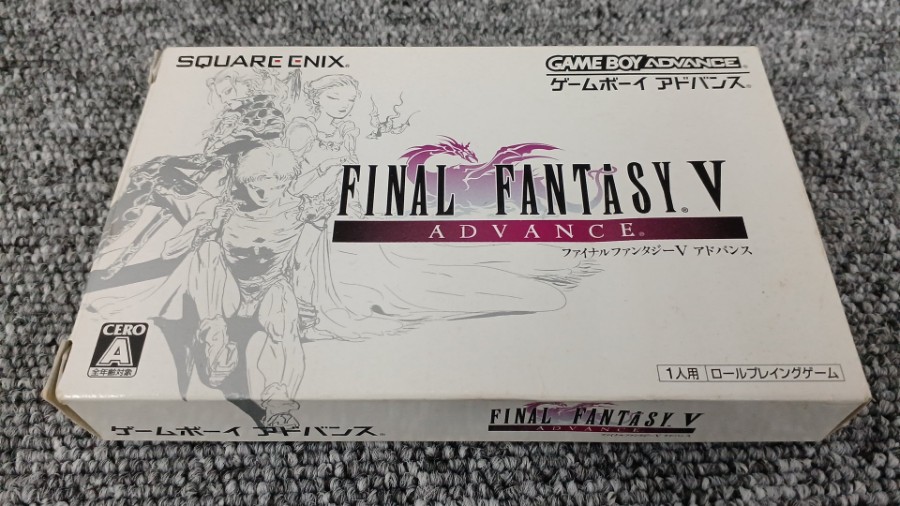 SQUARE ENIX®
GAME BOY ADVANCE™
ゲームボーイ アドバンス®
FINAL FANTASY® V
ADVANCE®
ファイナルファンタジーV アドバンス
CERO
A
全年齢対象
1人用 ロールプレイングゲーム
ゲームボーイ アドバンス®
FINAL FANTASY® V
ADVANCE